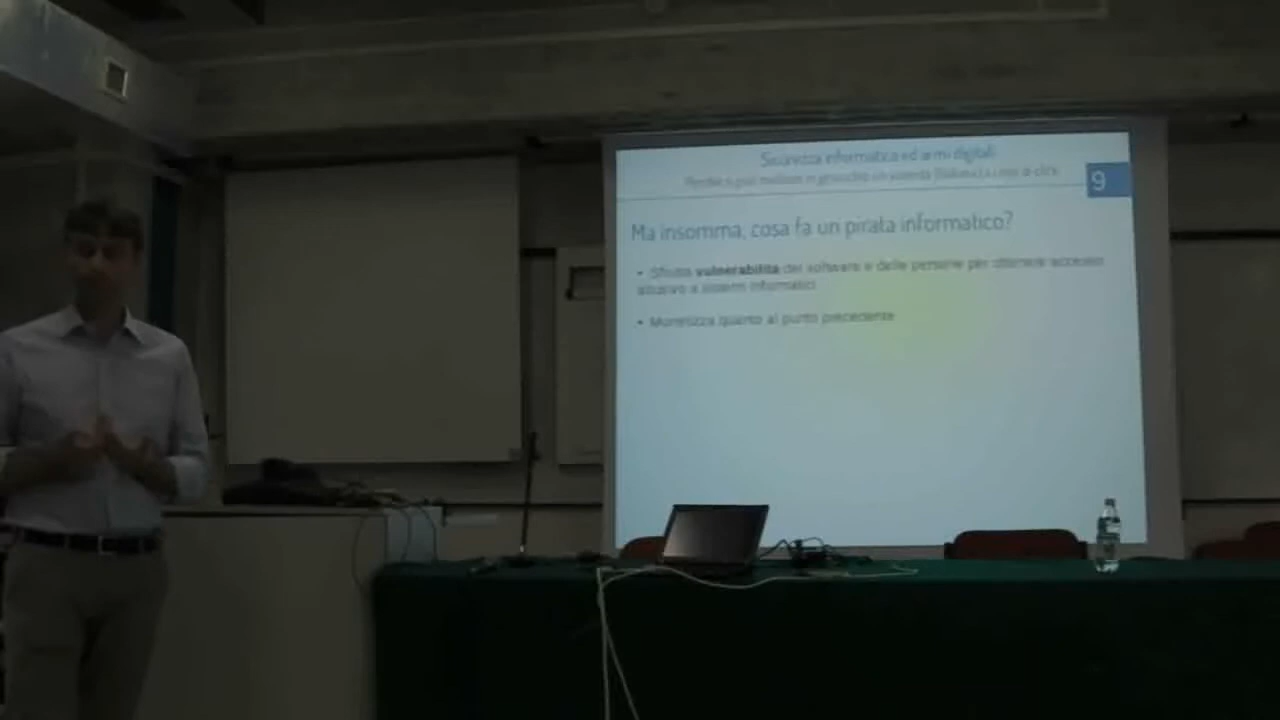 Sicurezza informatica ed armi digitali
9
Ma insomma, cosa fa un pirata informatico?
• Sfrutta vulnerabilità dei software e delle persone per ottenere accesso
abusivo a sistemi informatici
• Monetizza quanto al punto precedente